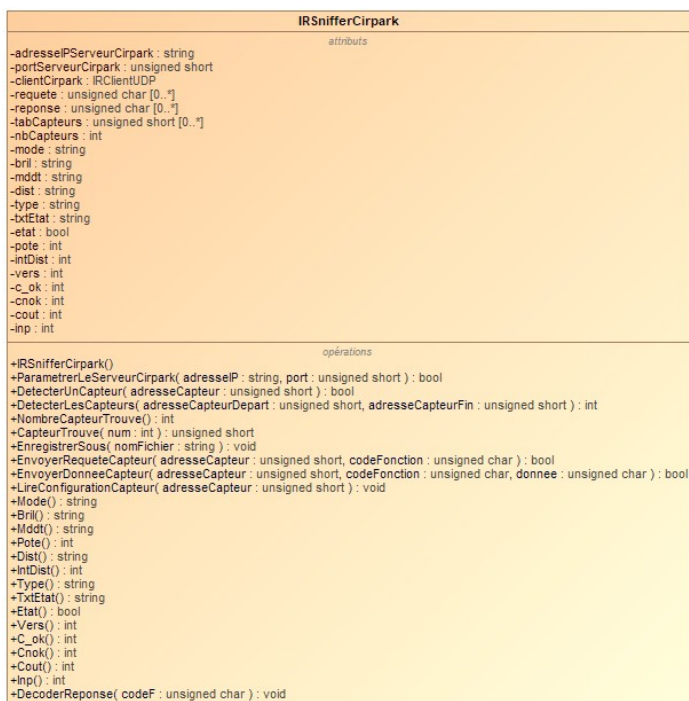 IRSnifferCirpark
attributs
-adresseIPServeurCirpark : string
-portServeurCirpark : unsigned short
-clientCirpark : IRClientUDP
-requete : unsigned char [0..*]
-reponse : unsigned char [0..*]
-tabCapteurs : unsigned short [0..*]
-nbCapteurs : int
-mode : string
-bril : string
-mddt : string
-dist : string
-type : string
-txtEtat : string
-etat : bool
-pote : int
-intDist : int
-vers : int
-c_ok : int
-cnok : int
-cout : int
-inp : int
opérations
+IRSnifferCirpark()
+ParametrerLeServeurCirpark( adresseIP : string, port : unsigned short ) : bool
+DetecterUnCapteur( adresseCapteur : unsigned short ) : bool
+DetecterLesCapteurs( adresseCapteurDepart : unsigned short, adresseCapteurFin : unsigned short ) : int
+NombreCapteurTrouve() : int
+CapteurTrouve( num : int ) : unsigned short
+EnregistrerSous( nomFichier : string ) : void
+EnvoyerRequeteCapteur( adresseCapteur : unsigned short, codeFonction : unsigned char ) : bool
+EnvoyerDonneeCapteur( adresseCapteur : unsigned short, codeFonction : unsigned char, donnee : unsigned char ) : bool
+LireConfigurationCapteur( adresseCapteur : unsigned short ) : void
+Mode() : string
+Bril() : string
+Mddt() : string
+Pote() : int
+Dist() : string
+IntDist() : int
+Type() : string
+TxtEtat() : string
+Etat() : bool
+Vers() : int
+C_ok() : int
+Cnok() : int
+Cout() : int
+Inp() : int
+DecoderReponse( codeF : unsigned char ) : void